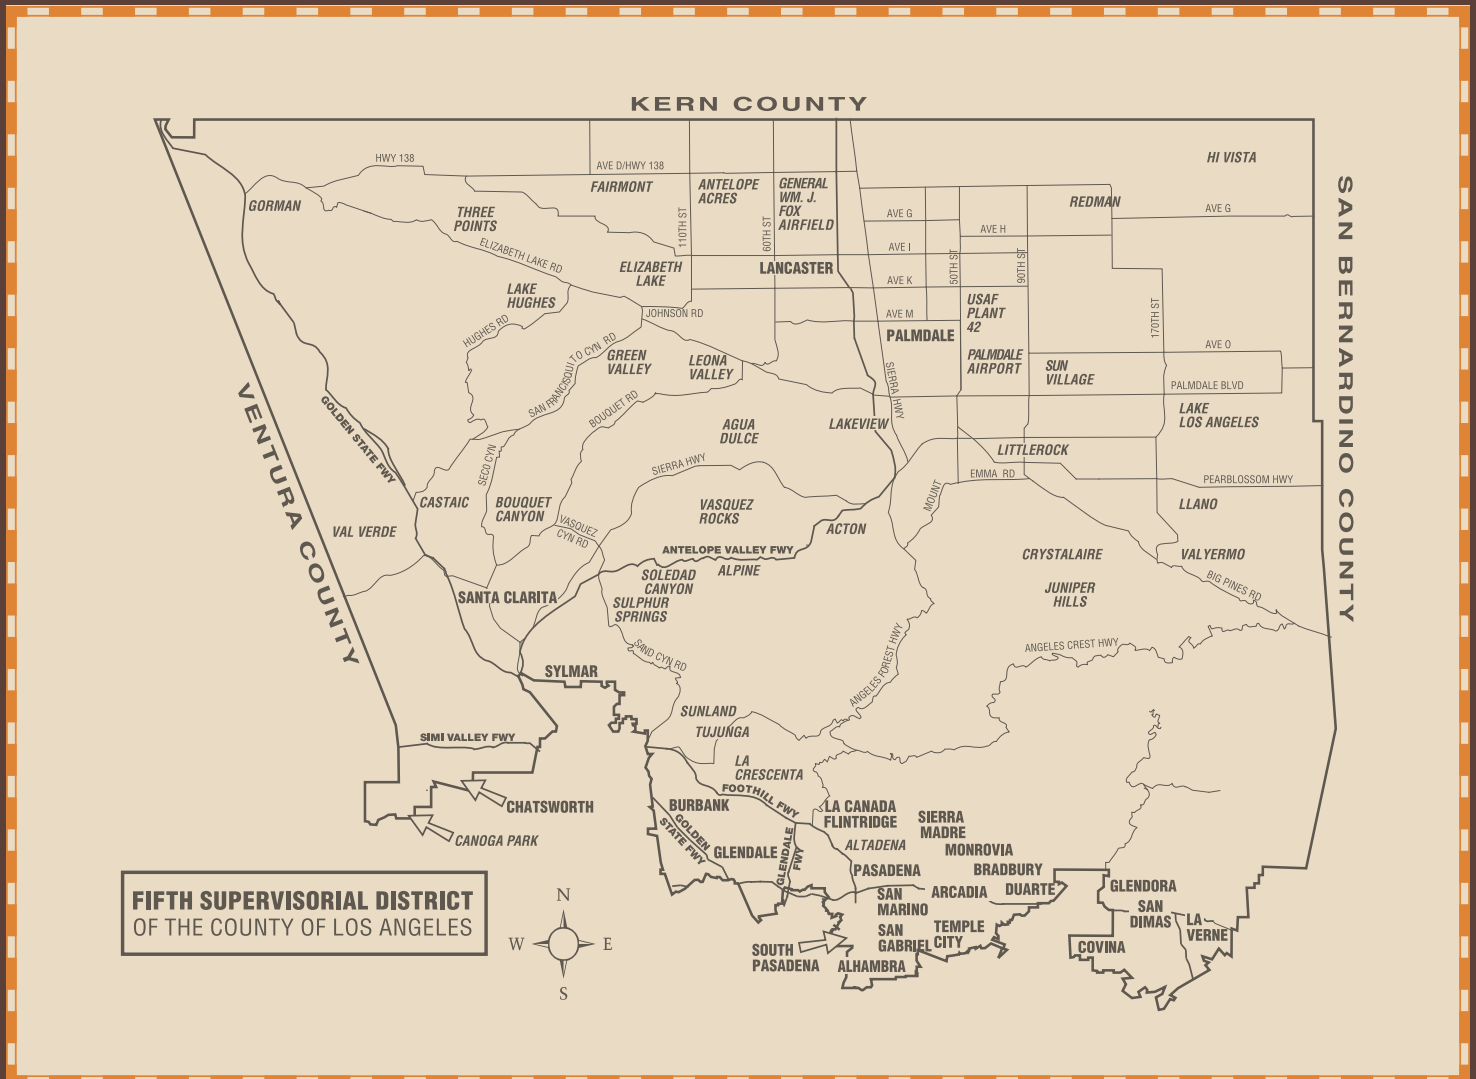 KERN COUNTY
HI VISTA
HWY 138
AVE D/HWY 138
FAIRMONT
ANTELOPE
ACRES
GENERAL
WM. J.
FOX
AIRFIELD
REDMAN
GORMAN
THREE
POINTS
110TH ST
60TH ST
AVE G
AVE G
AVE H
AVE I
ELIZABETH LAKE RD
ELIZABETH
LAKE
LANCASTER
50TH ST
90TH ST
AVE K
LAKE
HUGHES
USAF
PLANT
42
JOHNSON RD
AVE M
170TH ST
HUGHES RD
SAN FRANCISQUITO CYN RD
PALMDALE
AVE O
GREEN
VALLEY
LEONA
VALLEY
PALMDALE
AIRPORT
SUN
VILLAGE
SIERRA HWY
PALMDALE BLVD
SAN BERNARDINO COUNTY
VENTURA COUNTY
GOLDEN STATE FWY
BOUQUET RD
LAKE
LOS ANGELES
AGUA
DULCE
LAKEVIEW
LITTLEROCK
SECO CYN
SIERRA HWY
EMMA RD
PEARBLOSSOM HWY
MOUNT
CASTAIC
BOUQUET
CANYON
VASQUEZ
ROCKS
LLANO
VAL VERDE
VASQUEZ
CYN RD
ACTON
ANTELOPE VALLEY FWY
CRYSTALAIRE
VALYERMO
ALPINE
SOLEDAD
CANYON
JUNIPER
HILLS
BIG PINES RD
SANTA CLARITA
SULPHUR
SPRINGS
SAND CYN RD
ANGELES FOREST HWY
ANGELES CREST HWY
SYLMAR
SUNLAND
TUJUNGA
SIMI VALLEY FWY
LA
CRESCENTA
FOOTHILL FWY
CHATSWORTH
BURBANK
LA CANADA
FLINTRIDGE
SIERRA
MADRE
CANOGA PARK
GOLDEN
STATE FWY
GLENDALE
GLENDALE
FWY
ALTADENA
MONROVIA
PASADENA
BRADBURY
FIFTH SUPERVISORIAL DISTRICT
OF THE COUNTY OF LOS ANGELES
SAN
MARINO
ARCADIA
DUARTE
GLENDORA
SAN
DIMAS
LA
VERNE
SAN
GABRIEL
TEMPLE
CITY
COVINA
SOUTH
PASADENA
ALHAMBRA
N
W
E
S